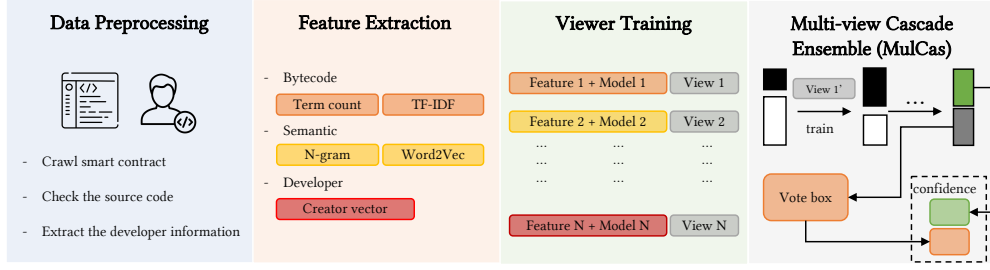 Data Preprocessing
- Crawl smart contract
- Check the source code
- Extract the developer information
Feature Extraction
- Bytecode
Term count
TF-IDF
- Semantic
N-gram
Word2Vec
- Developer
Creator vector
Viewer Training
Feature 1 + Model 1
View 1
Feature 2 + Model 2
View 2
... ... ...
... ... ...
... ... ...
Feature N + Model N
View N
Multi-view Cascade
Ensemble (MulCas)
View 1'
train
...
Vote box
confidence